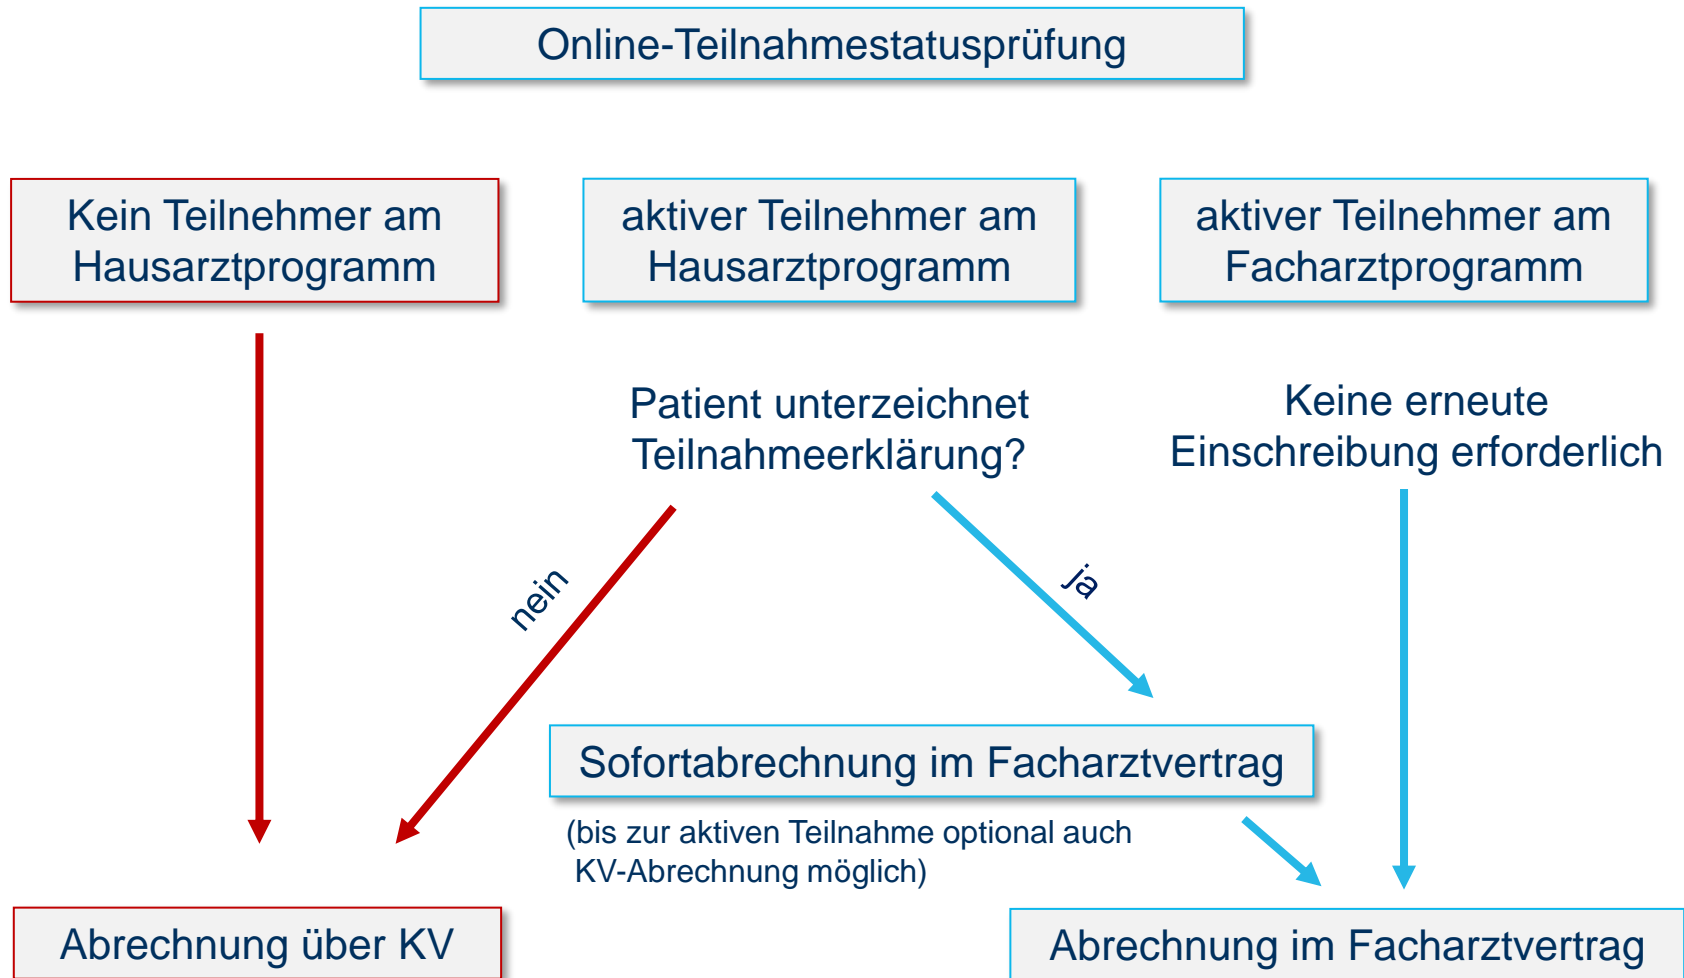 Online-Teilnahmestatusprüfung
Kein Teilnehmer am
Hausarztprogramm
aktiver Teilnehmer am
Hausarztprogramm
aktiver Teilnehmer am
Facharztprogramm
Patient unterzeichnet
Teilnahmeerklärung?
Keine erneute
Einschreibung erforderlich
nein
ja
Sofortabrechnung im Facharztvertrag
(bis zur aktiven Teilnahme optional auch
KV-Abrechnung möglich)
Abrechnung über KV
Abrechnung im Facharztvertrag